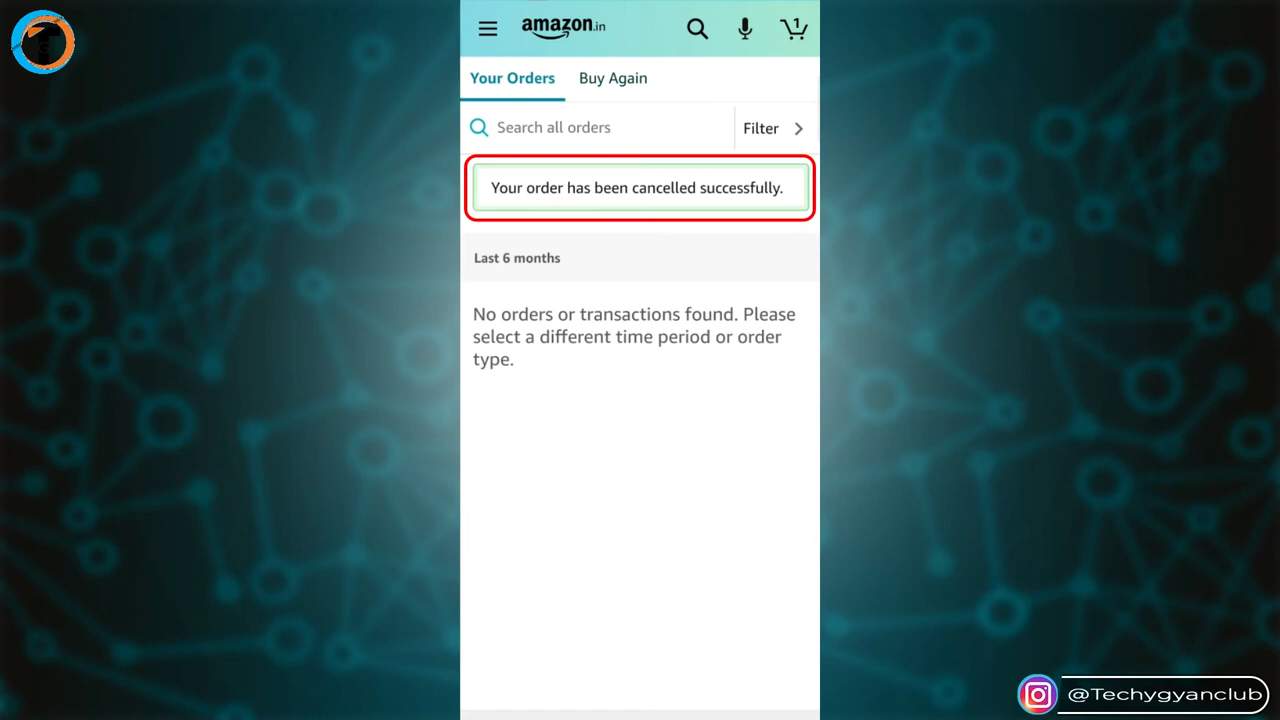 amazon.in
1
Your Orders
Buy Again
Search all orders
Filter
Your order has been cancelled successfully.
Last 6 months
No orders or transactions found. Please
select a different time period or order
type.
@Techygyanclub